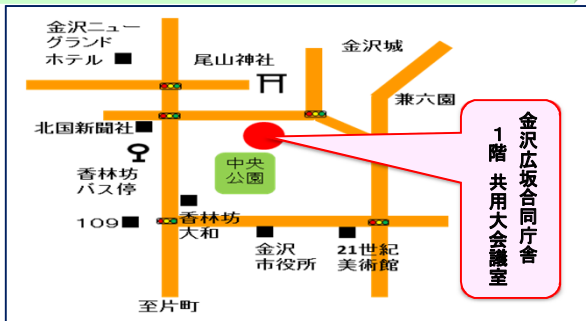 金沢ニュー
グランド
ホテル
尾山神社
金沢城
兼六園
北国新聞社
香林坊
バス停
中央
公園
109
香林坊
大和
金沢
市役所
21世紀
美術館
至片町
金沢広坂合同庁舎
1階 共用大会議室